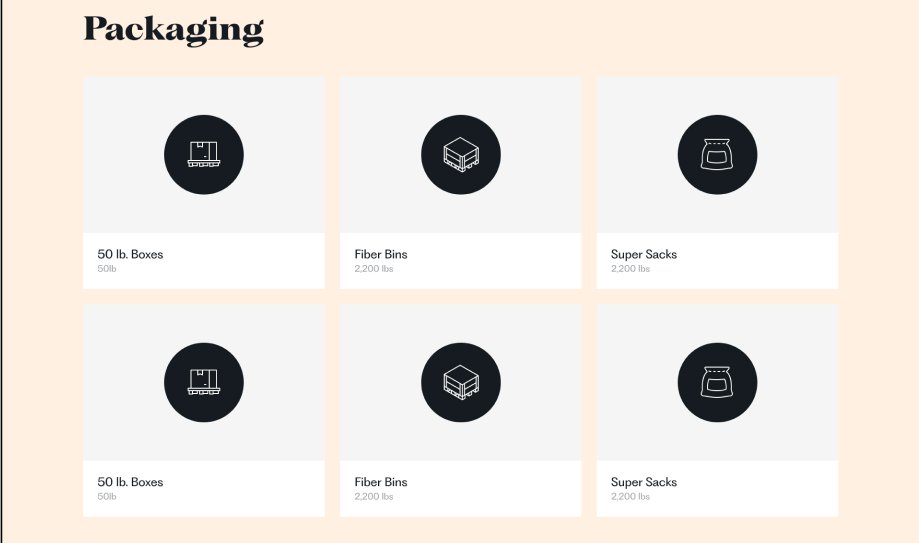 Packaging
50 lb. Boxes
50lb
Fiber Bins
2,200 lbs
Super Sacks
2,200 lbs
50 lb. Boxes
50lb
Fiber Bins
2,200 lbs
Super Sacks
2,200 lbs